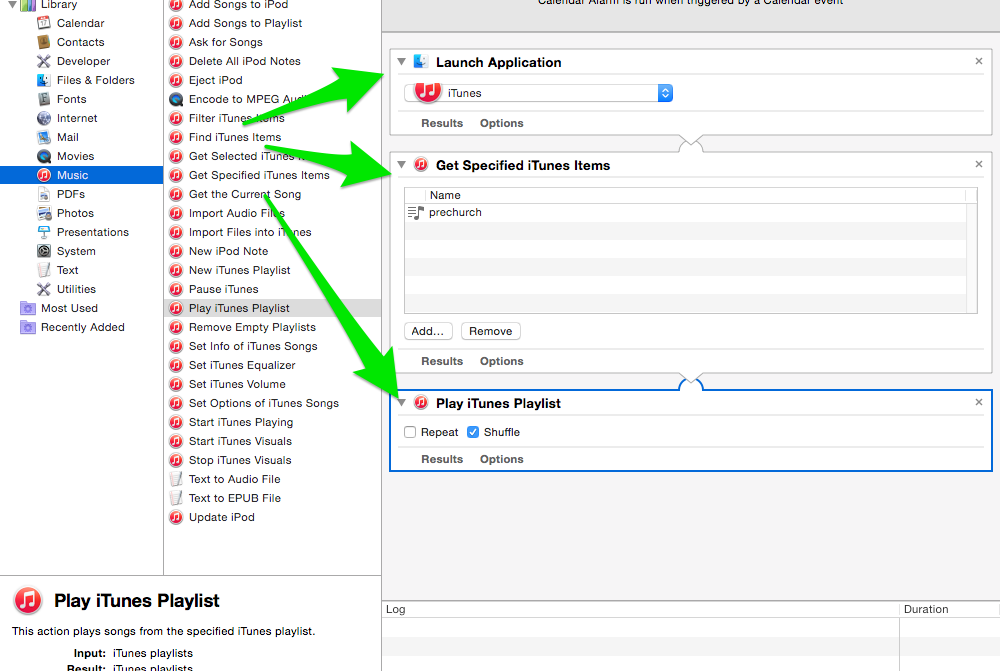 Library
Calendar
Contacts
Developer
Files & Folders
Fonts
Internet
Mail
Movies
Music
PDFs
Photos
Presentations
System
Text
Utilities
Most Used
Recently Added
Add Songs to iPod
Add Songs to Playlist
Ask for Songs
Delete All iPod Notes
Eject iPod
Encode to MPEG Audio
Filter iTunes Items
Find iTunes Items
Get Selected iTunes
Get Specified iTunes Items
Get the Current Song
Import Audio Files
Import Files into iTunes
New iPod Note
New iTunes Playlist
Pause iTunes
Play iTunes Playlist
Remove Empty Playlists
Set Info of iTunes Songs
Set iTunes Equalizer
Set iTunes Volume
Set Options of iTunes Songs
Start iTunes Playing
Start iTunes Visuals
Stop iTunes Visuals
Text to Audio File
Text to EPUB File
Update iPod
Calendar Alarm is run when triggered by a Calendar event
Launch Application
iTunes
Results Options
Get Specified iTunes Items
Name
prechurch
Add... Remove
Results Options
Play iTunes Playlist
Repeat Shuffle
Results Options
Log Duration
Play iTunes Playlist
This action plays songs from the specified iTunes playlist.
Input: iTunes playlists
Result: iTunes playlists